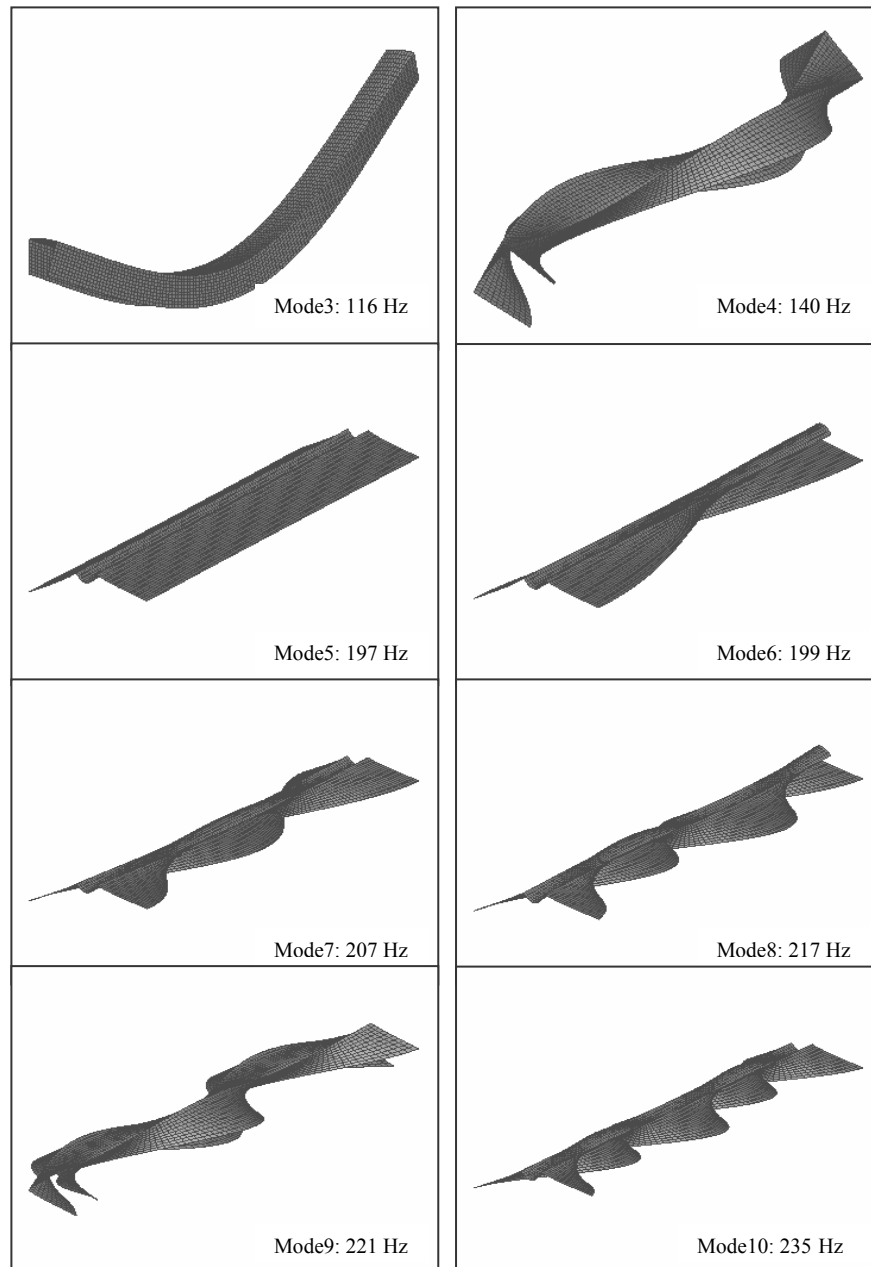 Mode3: 116 Hz
Mode4: 140 Hz
Mode5: 197 Hz
Mode6: 199 Hz
Mode7: 207 Hz
Mode8: 217 Hz
Mode9: 221 Hz
Mode10: 235 Hz